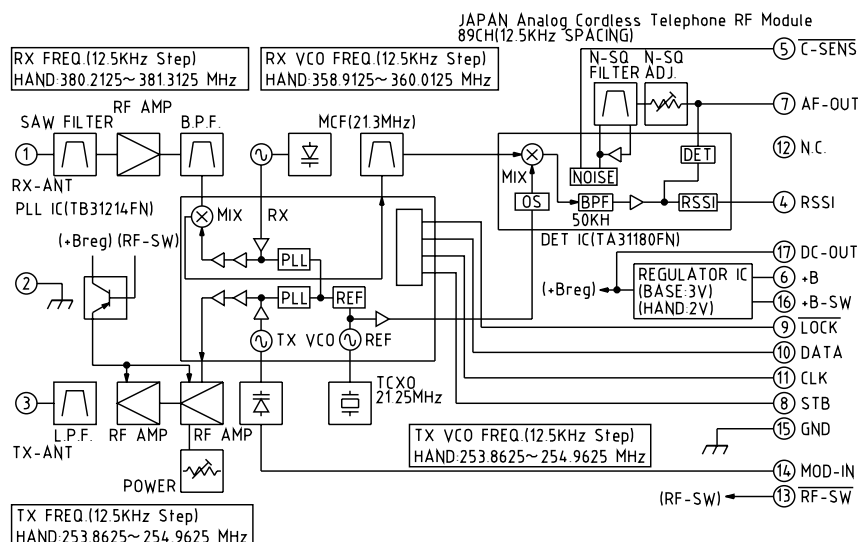 JAPAN Analog Cordless Telephone RF Module
89CH(12.5KHz SPACING)
RX FREQ.(12.5KHz Step)
HAND:380.2125~381.3125 MHz
RX VCO FREQ.(12.5KHz Step)
HAND:358.9125~360.0125 MHz
N-SQ FILTER
N-SQ ADJ.
5 C-SENS
7 AF-OUT
12 N.C.
4 RSSI
17 DC-OUT
6 +B
16 +B-SW
9 LOCK
10 DATA
11 CLK
8 STB
15 GND
14 MOD-IN
13 RF-SW
RF AMP
SAW FILTER
B.P.F.
MCF(21.3MHz)
1
RX-ANT
PLL IC(TB31214FN)
MIX
RX
PLL
PLL
REF
TX VCO
REF
MIX
NOISE
DET
OS
BPF
50KH
RSSI
DET IC(TA31180FN)
(+Breg)
(RF-SW)
2
(+Breg)
REGULATOR IC
(BASE:3V)
(HAND:2V)
TCXO
21.25MHz
3
TX-ANT
L.P.F.
RF AMP
RF AMP
POWER
TX VCO FREQ.(12.5KHz Step)
HAND:253.8625~254.9625 MHz
(RF-SW)
TX FREQ.(12.5KHz Step)
HAND:253.8625~254.9625 MHz